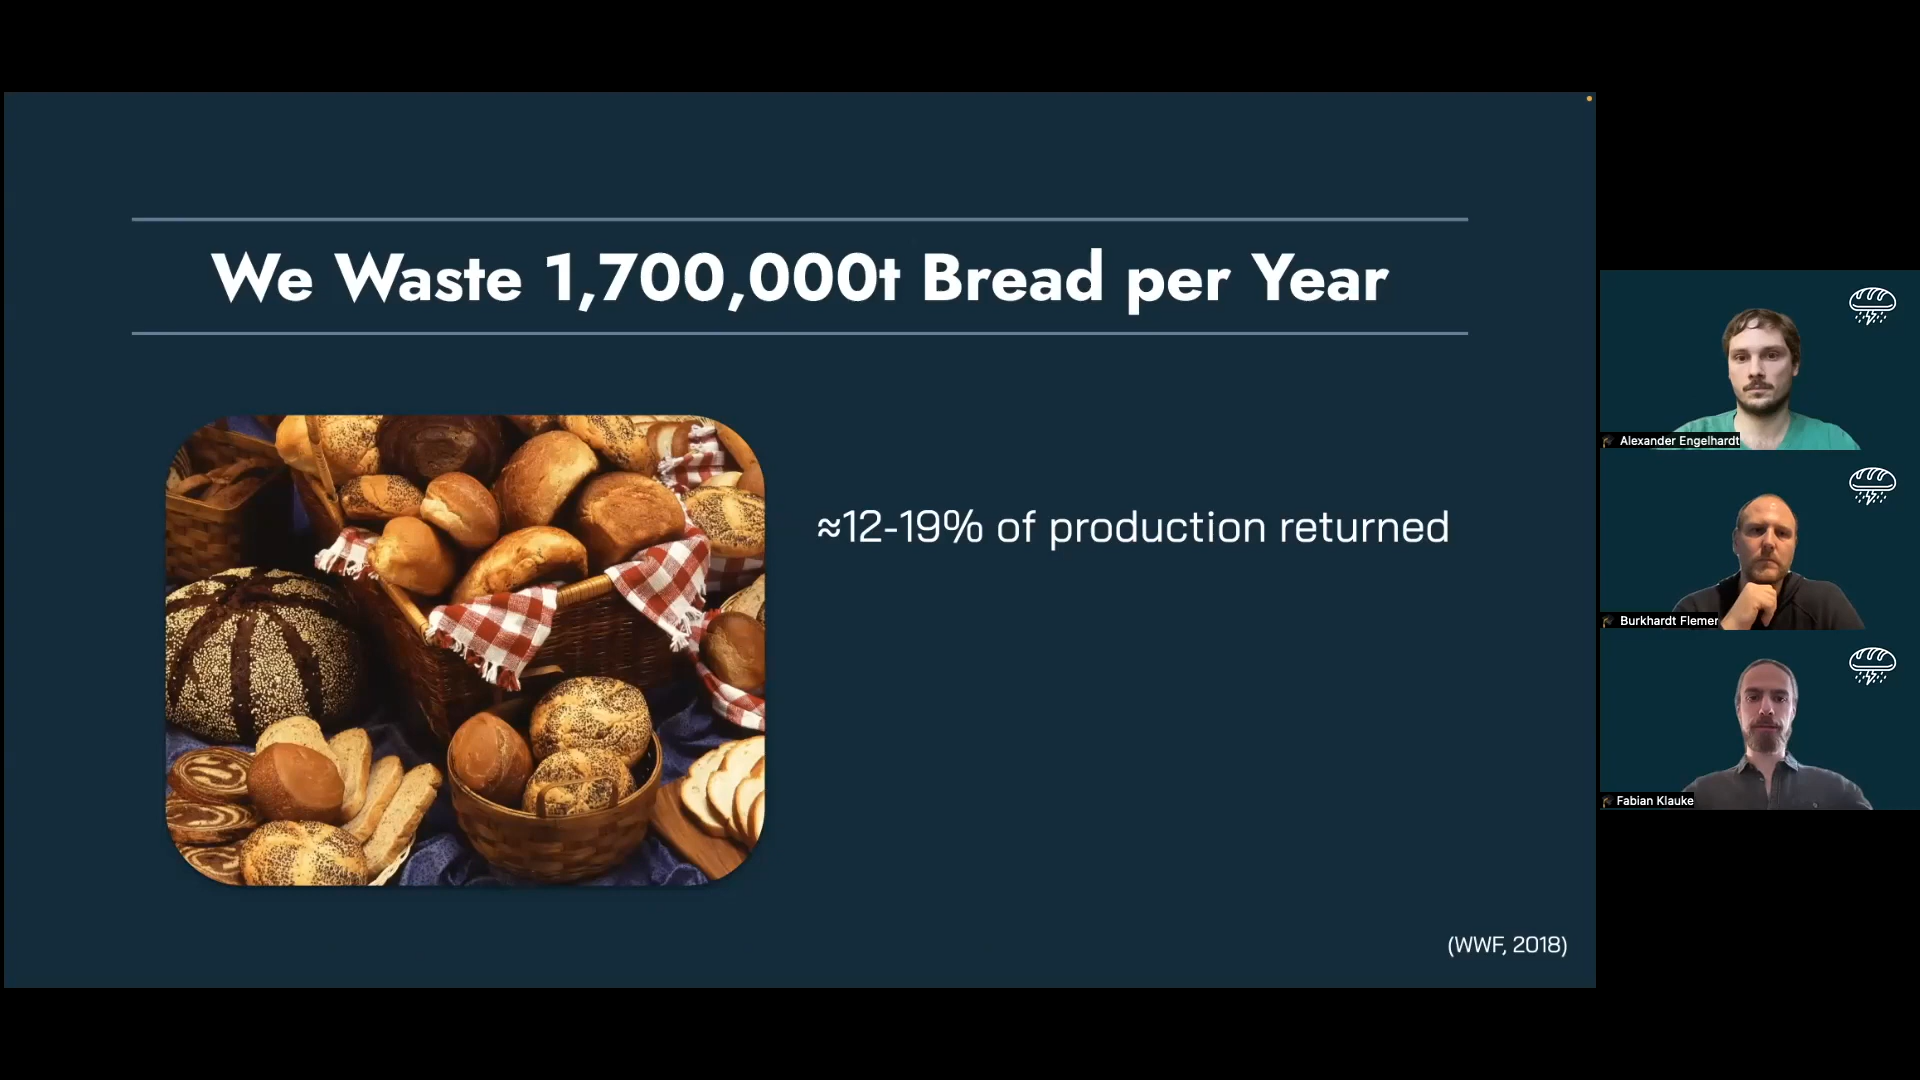 We Waste 1,700,000t Bread per Year
≈12-19% of production returned
(WWF, 2018)
Alexander Engelhardt
Burkhardt Flemer
Fabian Klauke